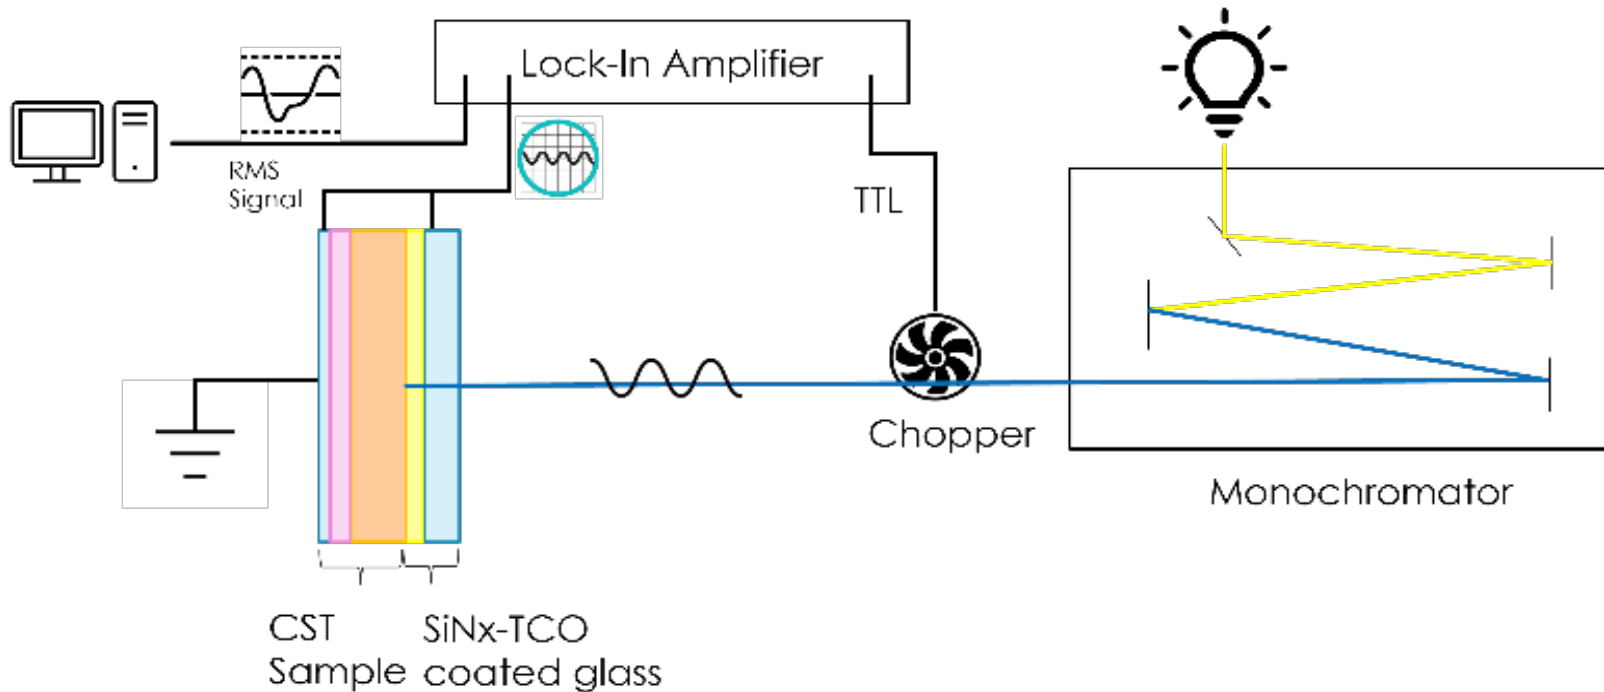 Lock-In Amplifier
RMS
Signal
TTL
Chopper
Monochromator
CST
Sample
SiNx-TCO
coated glass